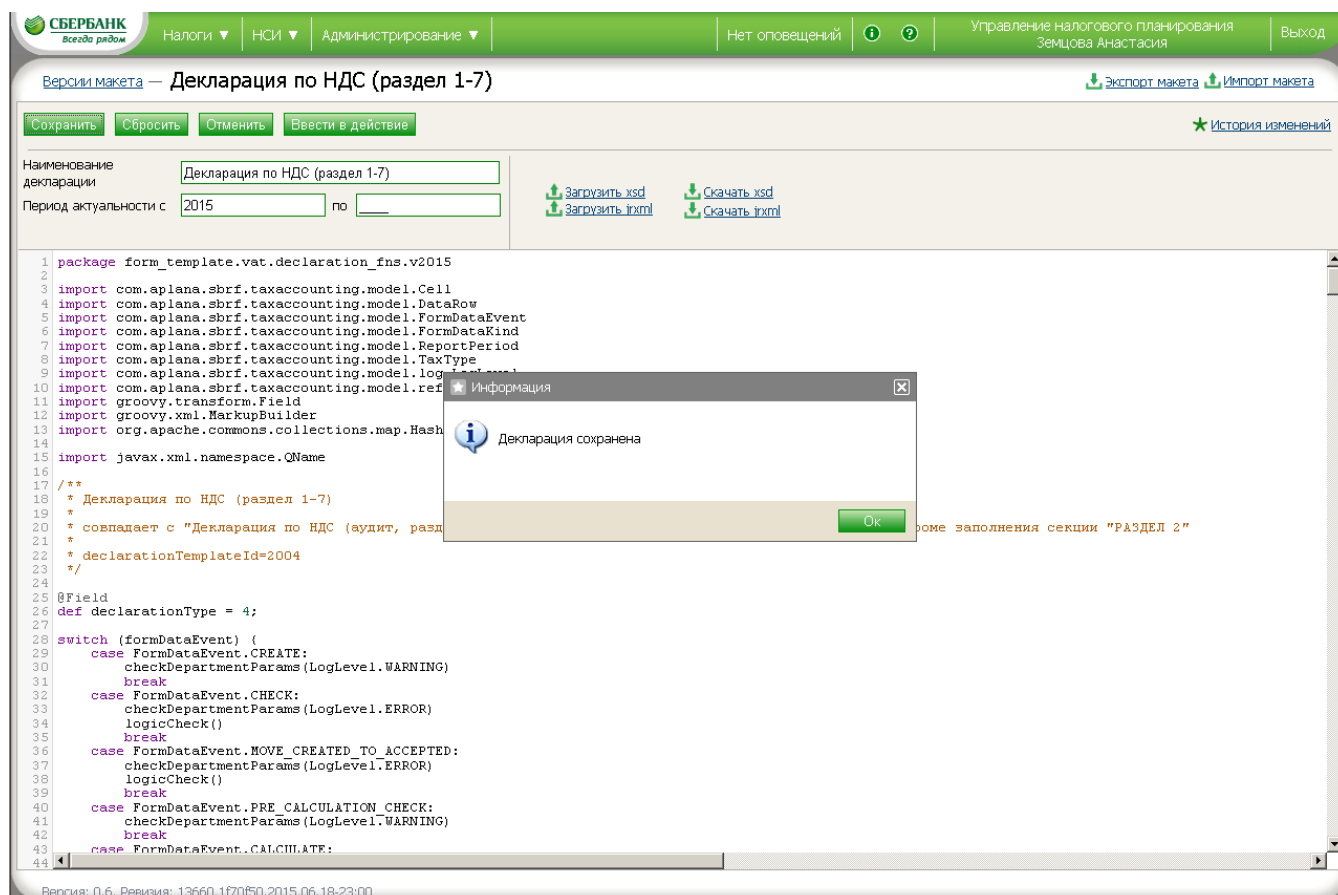 СБЕРБАНК
Всегда рядом
Налоги ▼ НСИ ▼ Администрирование ▼ Нет оповещений Управление налогового планирования
Земцова Анастасия
Выход
Версии макета — Декларация по НДС (раздел 1-7) Экспорт макета Импорт макета
Сохранить Сбросить Отменить Ввести в действие История изменений
Наименование
декларации
Декларация по НДС (раздел 1-7)
Период актуальности с 2015 по ____
Загрузить xsd Скачать xsd
Загрузить jrxml Скачать jrxml
1 package form_template.vat.declaration_fns.v2015
2
3 import com.aplana.sbrf.taxaccounting.model.Cell
4 import com.aplana.sbrf.taxaccounting.model.DataRow
5 import com.aplana.sbrf.taxaccounting.model.FormDataEvent
6 import com.aplana.sbrf.taxaccounting.model.FormDataKind
7 import com.aplana.sbrf.taxaccounting.model.ReportPeriod
8 import com.aplana.sbrf.taxaccounting.model.TaxType
9 import com.aplana.sbrf.taxaccounting.model.log.LogLevel
10 import com.aplana.sbrf.taxaccounting.model.ref
11 import groovy.transform.Field
12 import groovy.xml.MarkupBuilder
13 import org.apache.commons.collections.map.Hash
14
15 import javax.xml.namespace.QName
16
17 /**
18 * Декларация по НДС (раздел 1-7)
19 *
20 * совпадает с "Декларация по НДС (аудит, разд роме заполнения секции "РАЗДЕЛ 2"
21 *
22 * declarationTemplateId=2004
23 */
24
25 @Field
26 def declarationType = 4;
27
28 switch (formDataEvent) {
29 case FormDataEvent.CREATE:
30 checkDepartmentParams(LogLevel.WARNING)
31 break
32 case FormDataEvent.CHECK:
33 checkDepartmentParams(LogLevel.ERROR)
34 logicCheck()
35 break
36 case FormDataEvent.MOVE_CREATED_TO_ACCEPTED:
37 checkDepartmentParams(LogLevel.ERROR)
38 logicCheck()
39 break
40 case FormDataEvent.PRE_CALCULATION_CHECK:
41 checkDepartmentParams(LogLevel.WARNING)
42 break
43 case FormDataEvent.CALCULATE:
44
Информация
Декларация сохранена
Ок
Версия: 0.6, Ревизия: 13660.1f70f50.2015.06.18-23:00